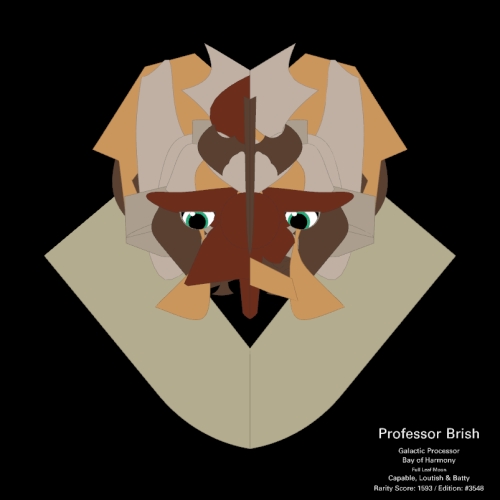 Professor Brish
Galactic Processor
Bay of Harmony
Full Leaf Moon
Capable, Loutish & Batty
Rarity Score: 1593 / Edition: #3548